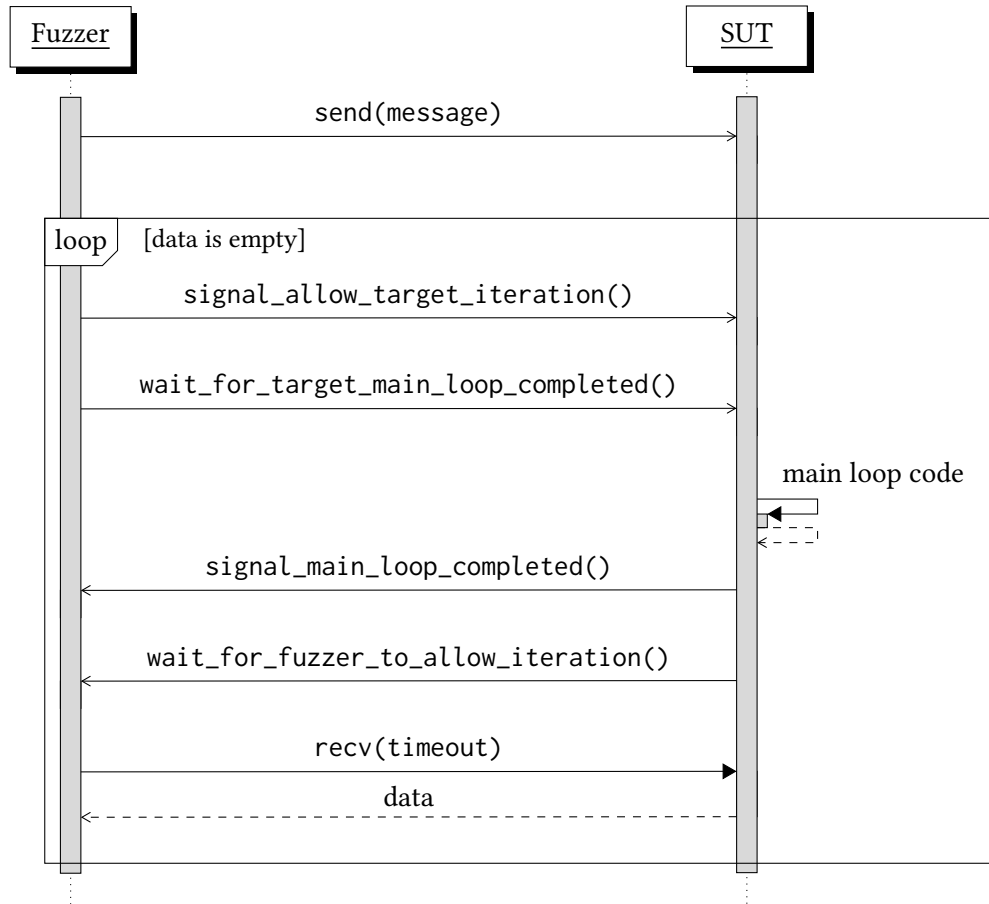 Fuzzer
SUT
send(message)
loop
[data is empty]
signal_allow_target_iteration()
wait_for_target_main_loop_completed()
main loop code
signal_main_loop_completed()
wait_for_fuzzer_to_allow_iteration()
recv(timeout)
data